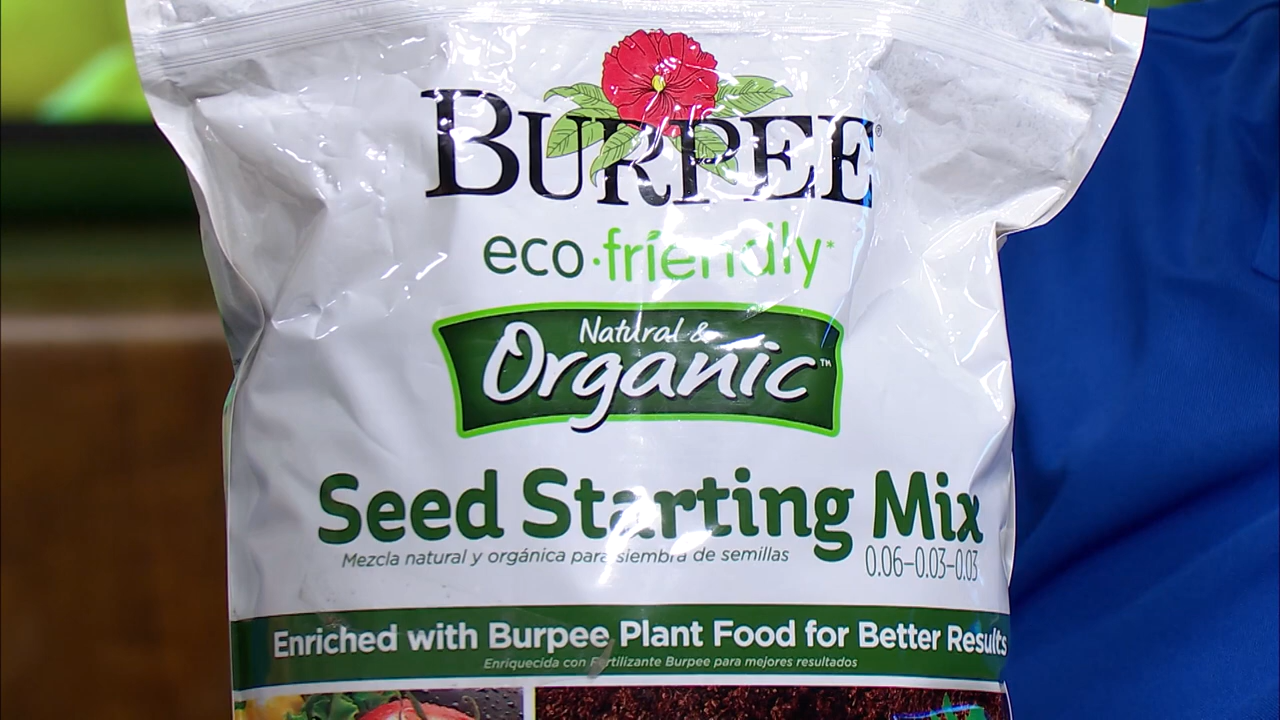 BURPEE®
eco·friendly*
Natural &
Organic™
Seed Starting Mix
Mezcla natural y orgánica para siembra de semillas
0.06–0.03–0.03
Enriched with Burpee Plant Food for Better Results
Enriquecida con Fertilizante Burpee para mejores resultados